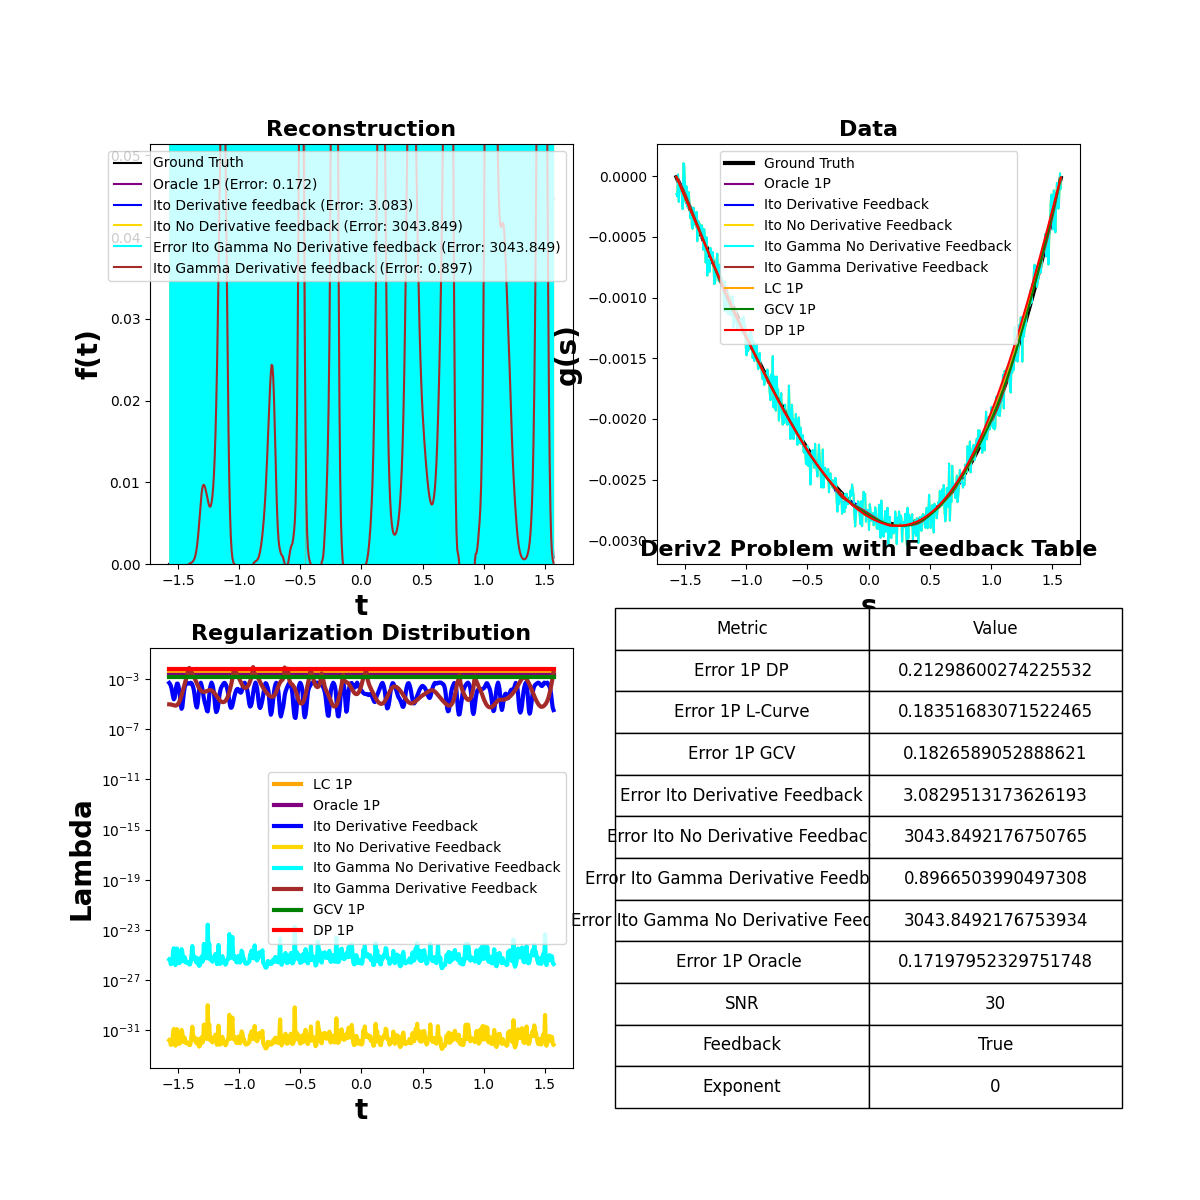 Reconstruction
0.05
0.04
0.03
0.02
0.01
0.00
f(t)
Ground Truth
Oracle 1P (Error: 0.172)
Ito Derivative feedback (Error: 3.083)
Ito No Derivative feedback (Error: 3043.849)
Error Ito Gamma No Derivative feedback (Error: 3043.849)
Ito Gamma Derivative feedback (Error: 0.897)
−1.5 −1.0 −0.5 0.0 0.5 1.0 1.5
t
Data
0.0000
−0.0005
−0.0010
−0.0015
−0.0020
−0.0025
−0.0030
g(s)
Ground Truth
Oracle 1P
Ito Derivative Feedback
Ito No Derivative Feedback
Ito Gamma No Derivative Feedback
Ito Gamma Derivative Feedback
LC 1P
GCV 1P
DP 1P
−1.5 −1.0 −0.5 0.0 0.5 1.0 1.5
s
Regularization Distribution
10−3
10−7
10−11
10−15
10−19
10−23
10−27
10−31
Lambda
LC 1P
Oracle 1P
Ito Derivative Feedback
Ito No Derivative Feedback
Ito Gamma No Derivative Feedback
Ito Gamma Derivative Feedback
GCV 1P
DP 1P
−1.5 −1.0 −0.5 0.0 0.5 1.0 1.5
t
Deriv2 Problem with Feedback Table
Metric Value
Error 1P DP 0.21298600274225532
Error 1P L-Curve 0.18351683071522465
Error 1P GCV 0.1826589052888621
Error Ito Derivative Feedback 3.0829513173626193
Error Ito No Derivative Feedbac 3043.8492176750765
Error Ito Gamma Derivative Feedb 0.8966503990497308
Error Ito Gamma No Derivative Feed 3043.8492176753934
Error 1P Oracle 0.17197952329751748
SNR 30
Feedback True
Exponent 0